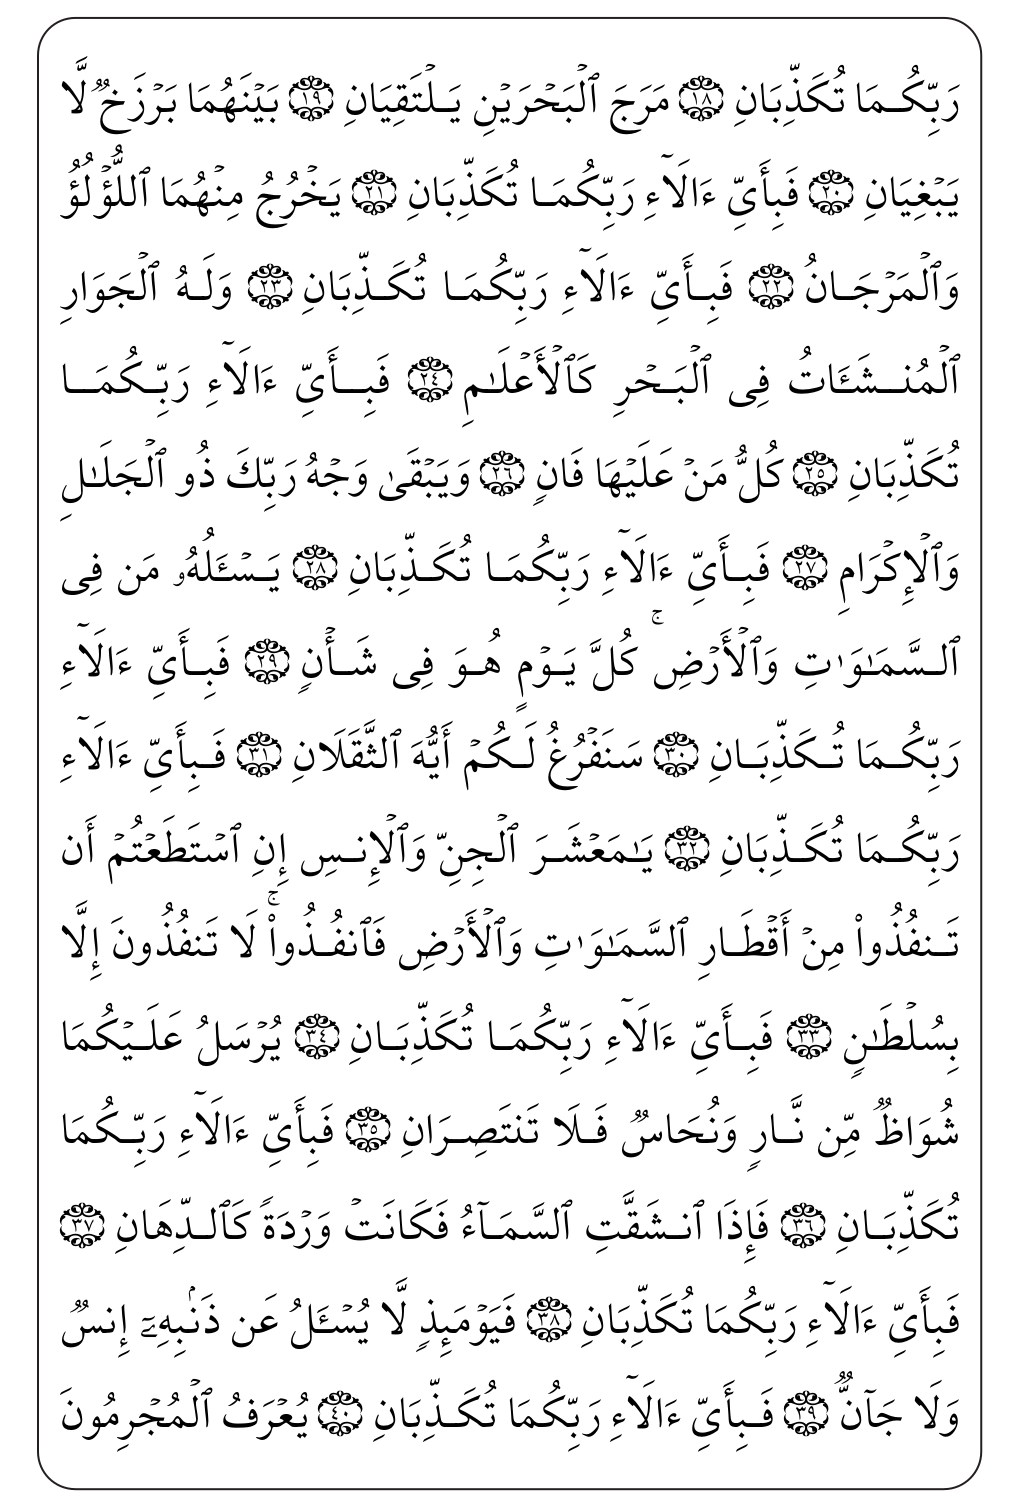 رَبِّكُمَا تُكَذِّبَانِ ١٨ مَرَجَ ٱلْبَحْرَيْنِ يَلْتَقِيَانِ ١٩ بَيْنَهُمَا بَرْزَخٌ لَّا
يَبْغِيَانِ ٢٠ فَبِأَىِّ ءَالَآءِ رَبِّكُمَا تُكَذِّبَانِ ٢١ يَخْرُجُ مِنْهُمَا ٱللُّؤْلُؤُ
وَٱلْمَرْجَانُ ٢٢ فَبِأَىِّ ءَالَآءِ رَبِّكُمَا تُكَذِّبَانِ ٢٣ وَلَهُ ٱلْجَوَارِ
ٱلْمُنشَـَٔاتُ فِى ٱلْبَحْرِ كَٱلْأَعْلَـٰمِ ٢٤ فَبِأَىِّ ءَالَآءِ رَبِّكُمَا
تُكَذِّبَانِ ٢٥ كُلُّ مَنْ عَلَيْهَا فَانٍ ٢٦ وَيَبْقَىٰ وَجْهُ رَبِّكَ ذُو ٱلْجَلَـٰلِ
وَٱلْإِكْرَامِ ٢٧ فَبِأَىِّ ءَالَآءِ رَبِّكُمَا تُكَذِّبَانِ ٢٨ يَسْـَٔلُهُۥ مَن فِى
ٱلسَّمَـٰوَٰتِ وَٱلْأَرْضِ ۚ كُلَّ يَوْمٍ هُوَ فِى شَأْنٍ ٢٩ فَبِأَىِّ ءَالَآءِ
رَبِّكُمَا تُكَذِّبَانِ ٣٠ سَنَفْرُغُ لَكُمْ أَيُّهَ ٱلثَّقَلَانِ ٣١ فَبِأَىِّ ءَالَآءِ
رَبِّكُمَا تُكَذِّبَانِ ٣٢ يَـٰمَعْشَرَ ٱلْجِنِّ وَٱلْإِنسِ إِنِ ٱسْتَطَعْتُمْ أَن
تَنفُذُوا۟ مِنْ أَقْطَارِ ٱلسَّمَـٰوَٰتِ وَٱلْأَرْضِ فَٱنفُذُوا۟ ۚ لَا تَنفُذُونَ إِلَّا
بِسُلْطَـٰنٍ ٣٣ فَبِأَىِّ ءَالَآءِ رَبِّكُمَا تُكَذِّبَانِ ٣٤ يُرْسَلُ عَلَيْكُمَا
شُوَاظٌ مِّن نَّارٍ وَنُحَاسٌ فَلَا تَنتَصِرَانِ ٣٥ فَبِأَىِّ ءَالَآءِ رَبِّكُمَا
تُكَذِّبَانِ ٣٦ فَإِذَا ٱنشَقَّتِ ٱلسَّمَآءُ فَكَانَتْ وَرْدَةً كَٱلدِّهَانِ ٣٧
فَبِأَىِّ ءَالَآءِ رَبِّكُمَا تُكَذِّبَانِ ٣٨ فَيَوْمَئِذٍ لَّا يُسْـَٔلُ عَن ذَنۢبِهِۦٓ إِنسٌ
وَلَا جَآنٌّ ٣٩ فَبِأَىِّ ءَالَآءِ رَبِّكُمَا تُكَذِّبَانِ ٤٠ يُعْرَفُ ٱلْمُجْرِمُونَ